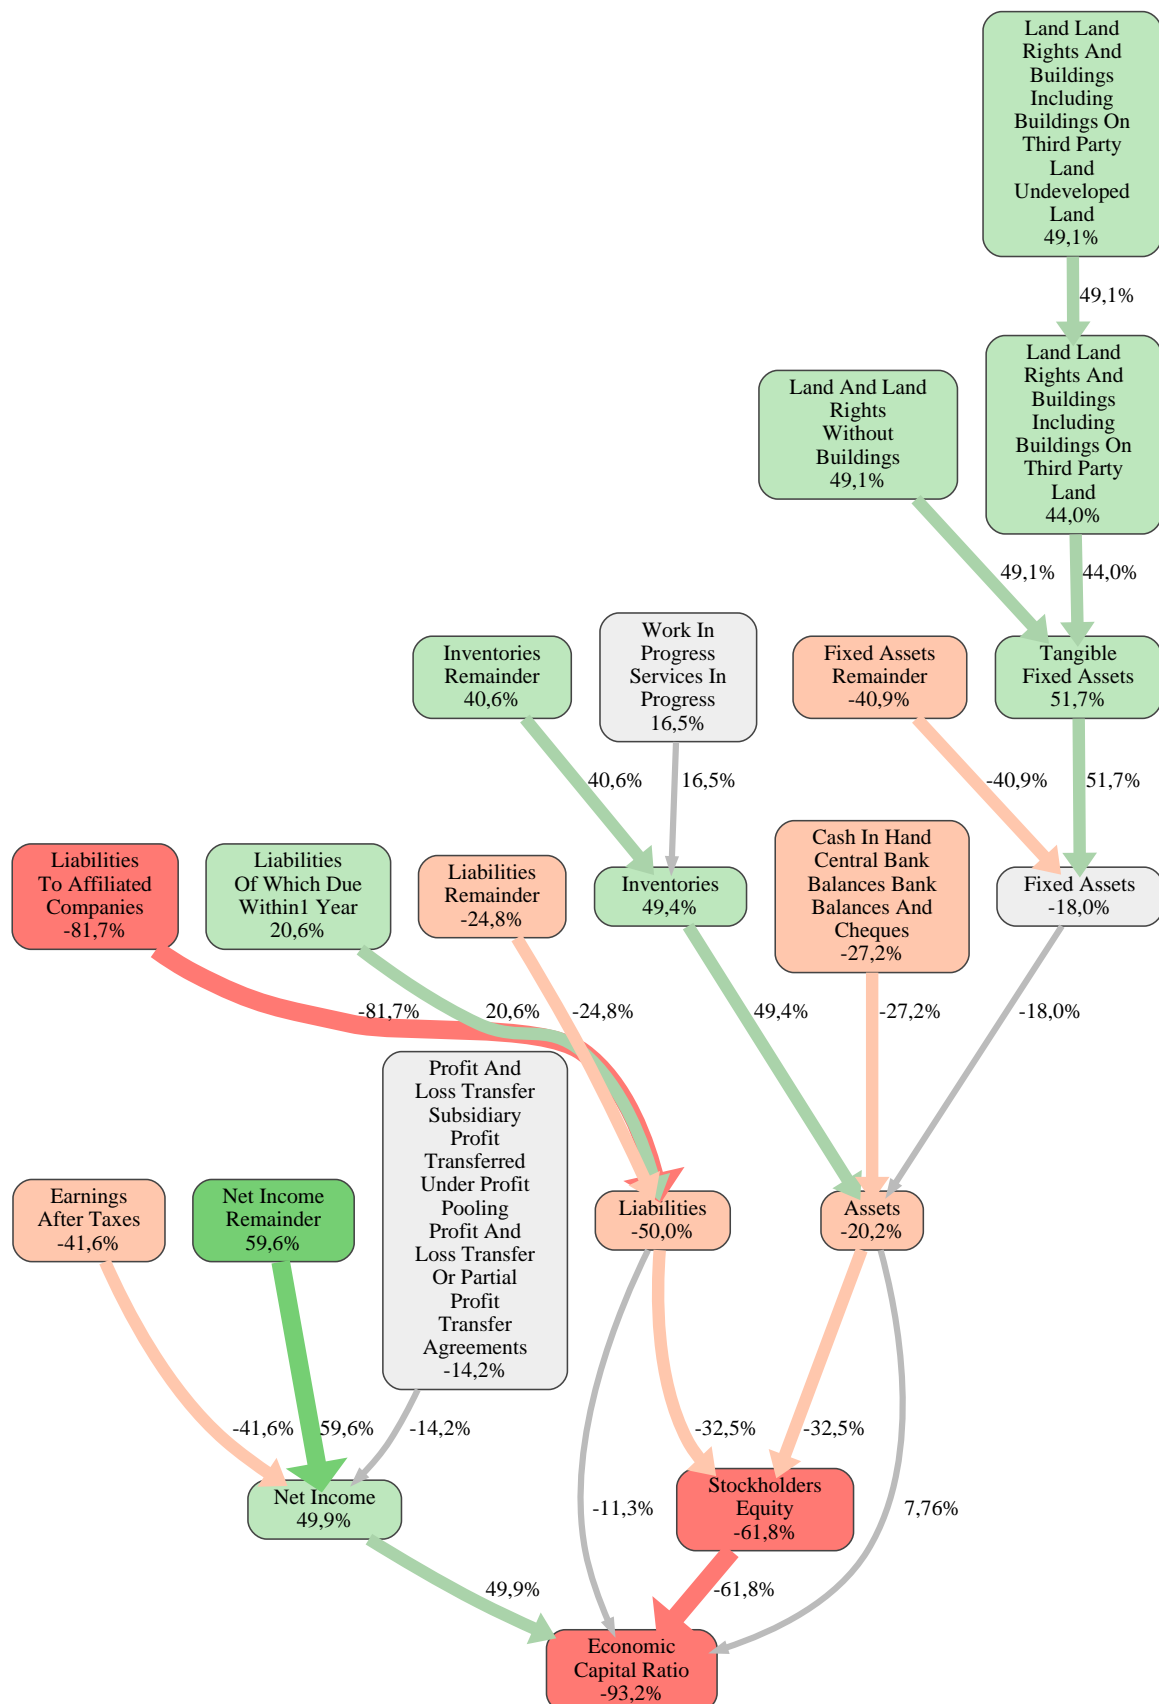 Land Land
Rights And
Buildings
Including
Buildings On
Third Party
Land
Undeveloped
Land
49,1%
49,1%
Land And Land
Rights
Without
Buildings
49,1%
Land Land
Rights And
Buildings
Including
Buildings On
Third Party
Land
44,0%
49,1%
44,0%
Inventories
Remainder
40,6%
Work In
Progress
Services In
Progress
16,5%
Fixed Assets
Remainder
-40,9%
Tangible
Fixed Assets
51,7%
40,6%
16,5%
-40,9%
51,7%
Liabilities
To Affiliated
Companies
-81,7%
Liabilities
Of Which Due
Within1 Year
20,6%
Liabilities
Remainder
-24,8%
Inventories
49,4%
Cash In Hand
Central Bank
Balances Bank
Balances And
Cheques
-27,2%
Fixed Assets
-18,0%
-81,7%
20,6%
-24,8%
49,4%
-27,2%
-18,0%
Profit And
Loss Transfer
Subsidiary
Profit
Transferred
Under Profit
Pooling
Profit And
Loss Transfer
Or Partial
Profit
Transfer
Agreements
-14,2%
Earnings
After Taxes
-41,6%
Net Income
Remainder
59,6%
Liabilities
-50,0%
Assets
-20,2%
-41,6%
59,6%
-14,2%
-32,5%
-32,5%
Net Income
49,9%
-11,3%
Stockholders
Equity
-61,8%
7,76%
49,9%
-61,8%
Economic
Capital Ratio
-93,2%